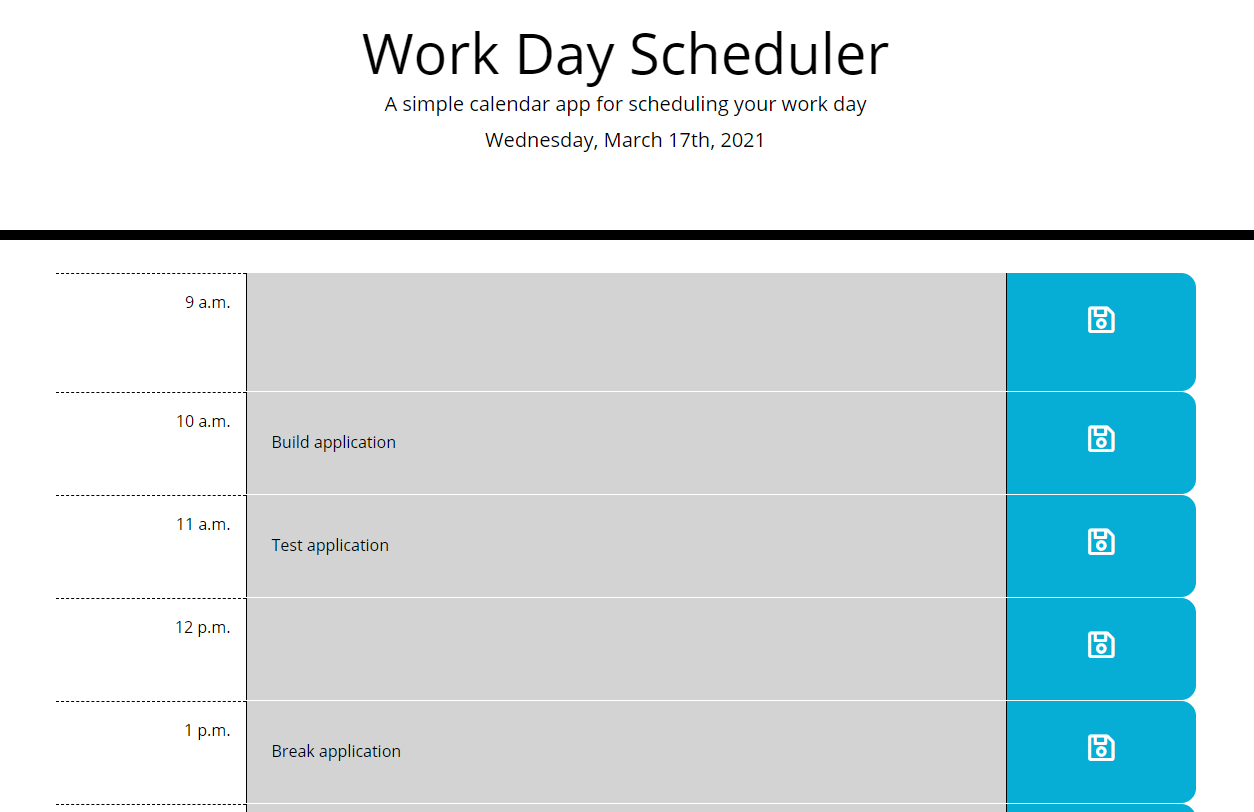 Work Day Scheduler
A simple calendar app for scheduling your work day
Wednesday, March 17th, 2021
9 a.m.
10 a.m.
Build application
11 a.m.
Test application
12 p.m.
1 p.m.
Break application